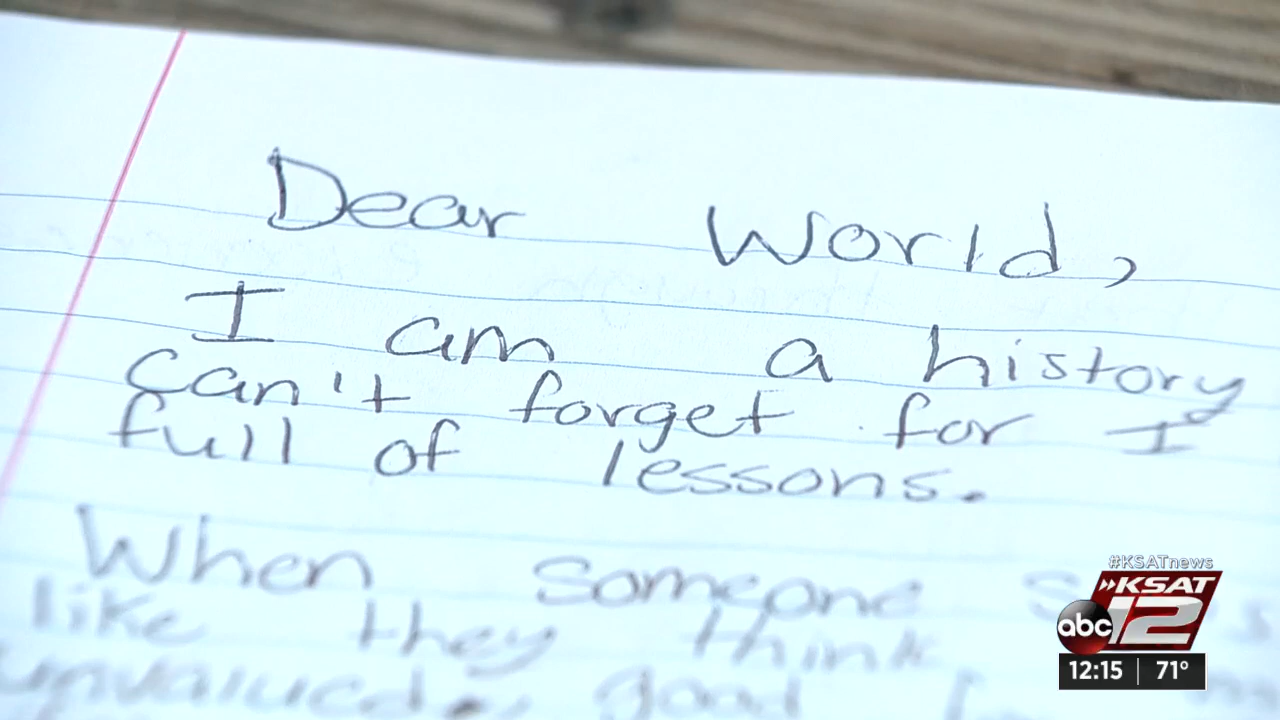 Dear World,
I am a history
can't forget for I
full of lessons.
When someone
like they think
unvalued. good
#KSATnews
KSAT
abc 12
12:15 71°